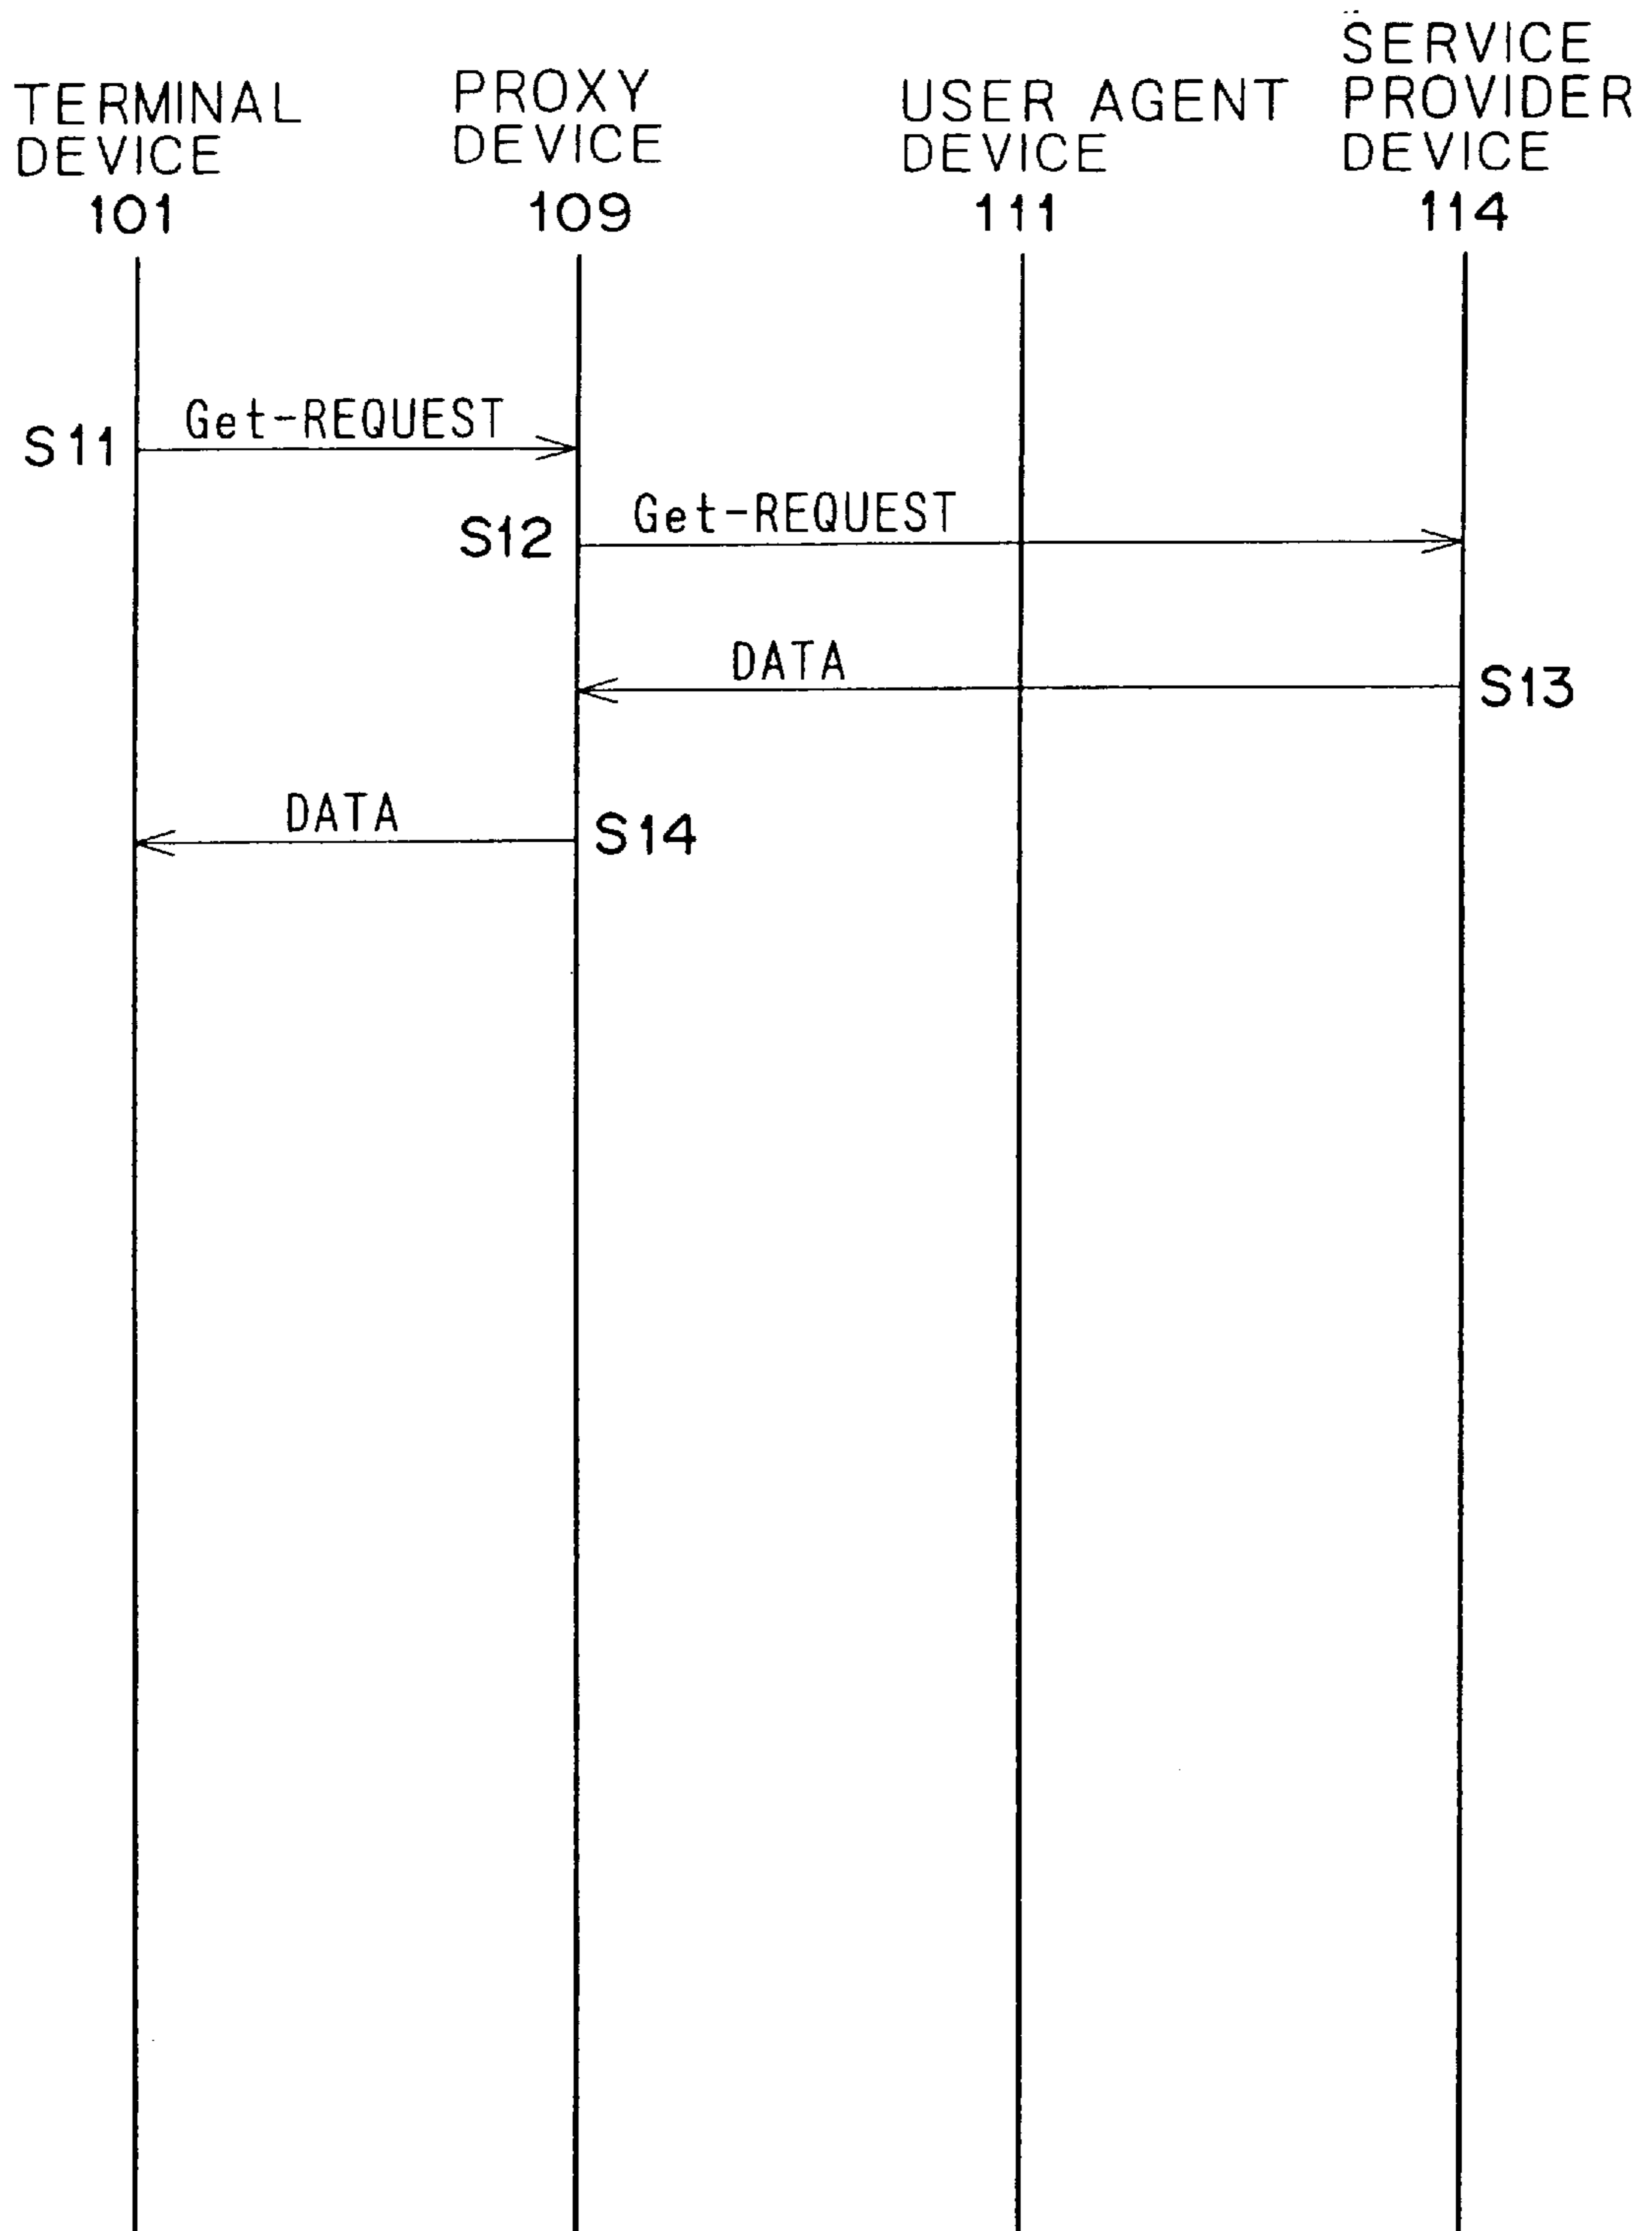 TERMINAL
DEVICE
101
PROXY
DEVICE
109
USER AGENT
DEVICE
111
SERVICE
PROVIDER
DEVICE
114
S11
Get-REQUEST
S12
Get-REQUEST
DATA
S13
DATA
S14